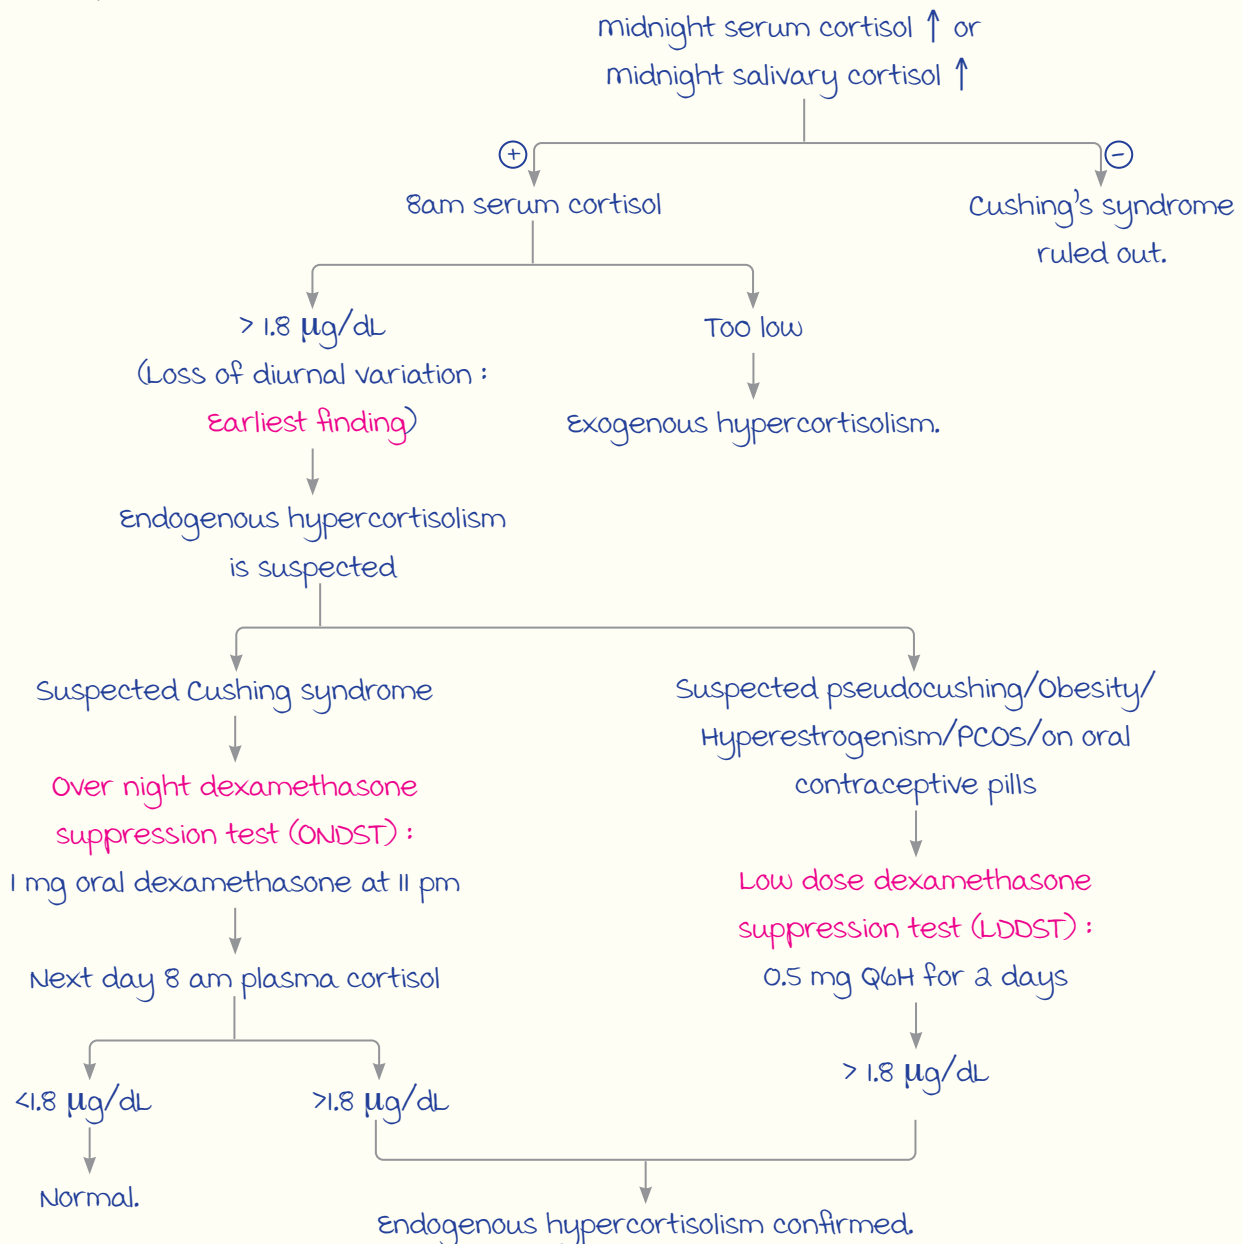 midnight serum cortisol ↑ or
midnight salivary cortisol ↑
+
−
8am serum cortisol
Cushing's syndrome
ruled out.
> 1.8 μg/dL
(Loss of diurnal variation :
Earliest finding)
Too low
Exogenous hypercortisolism.
Endogenous hypercortisolism
is suspected
Suspected Cushing syndrome
Over night dexamethasone
suppression test (ONDST) :
1 mg oral dexamethasone at 11 pm
Next day 8 am plasma cortisol
<1.8 μg/dL
>1.8 μg/dL
Normal.
Suspected pseudocushing/Obesity/
Hyperestrogenism/PCOS/on oral
contraceptive pills
Low dose dexamethasone
suppression test (LDDST) :
0.5 mg Q6H for 2 days
> 1.8 μg/dL
Endogenous hypercortisolism confirmed.